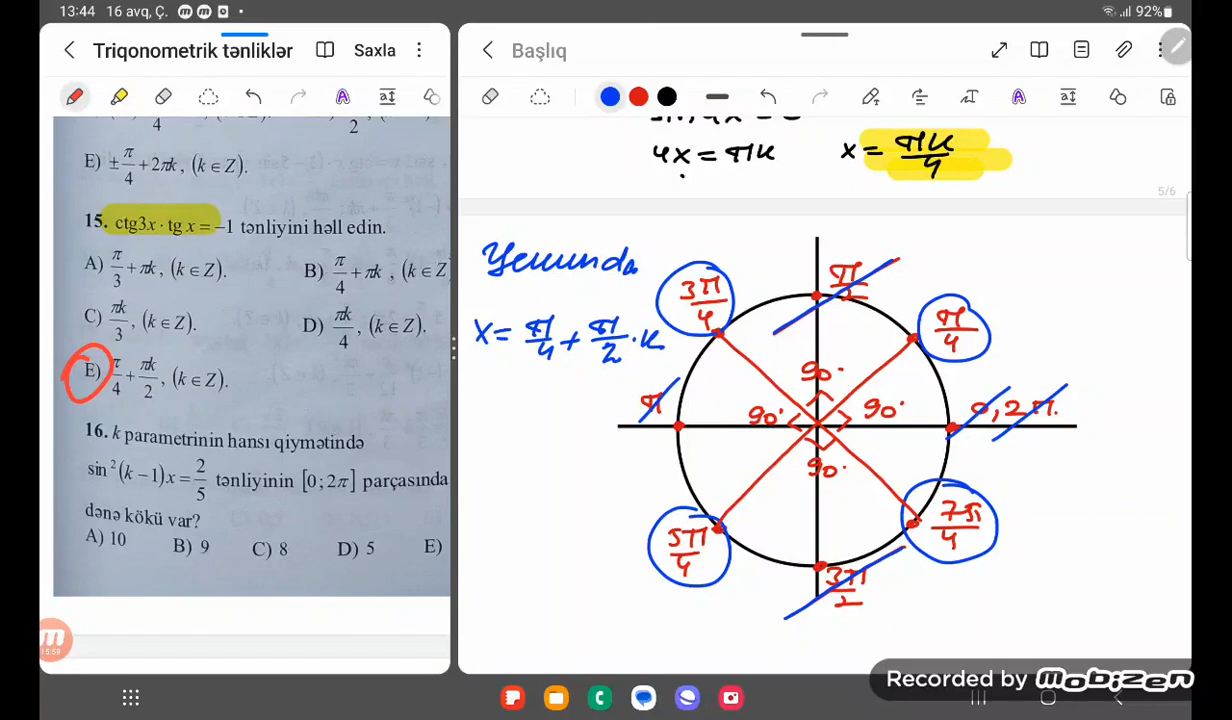 13:44 16 avq, Ç. 92%
Triqonometrik tənliklər Saxla
4 2
E) ± π/4 + 2πk, (k ∈ Z).
15. ctg3x · tg x = −1 tənliyini həll edin.
A) π/3 + πk, (k ∈ Z). B) π/4 + πk, (k ∈ Z
C) πk/3, (k ∈ Z). D) πk/4, (k ∈ Z).
E) π/4 + πk/2, (k ∈ Z).
16. k parametrinin hansı qiymətində
sin²(k−1)x = 2/5 tənliyinin [0; 2π] parçasında
dənə kökü var?
A) 10 B) 9 C) 8 D) 5 E)
15:59
Başlıq
4x = πk x = πk/4
5/6
Yekunda
x = π/4 + π/2 · k
3π/4 π/2 π/4
90°
π 90° 90° 0, 2π.
90°
5π/4 3π/2 7π/4
Recorded by mobizen